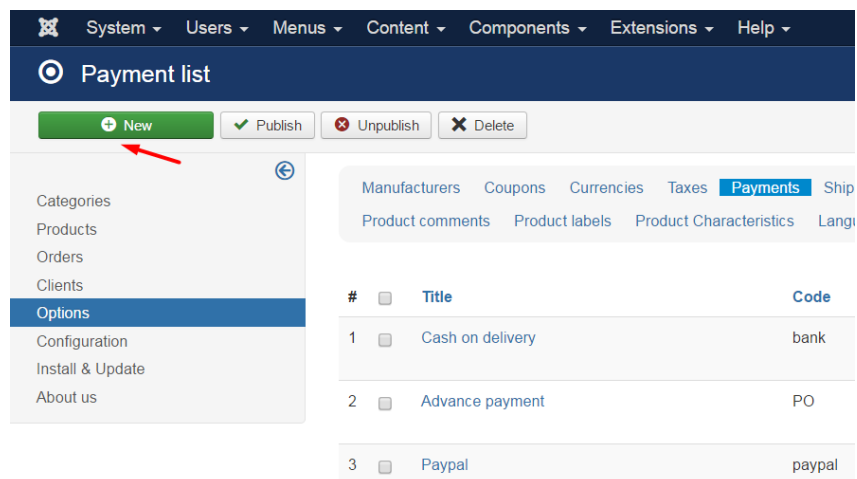 System Users Menus Content Components Extensions Help
Payment list
New Publish Unpublish Delete
Categories
Products
Orders
Clients
Options
Configuration
Install & Update
About us
Manufacturers Coupons Currencies Taxes Payments Ship
Product comments Product labels Product Characteristics Langu
# Title Code
1 Cash on delivery bank
2 Advance payment PO
3 Paypal paypal